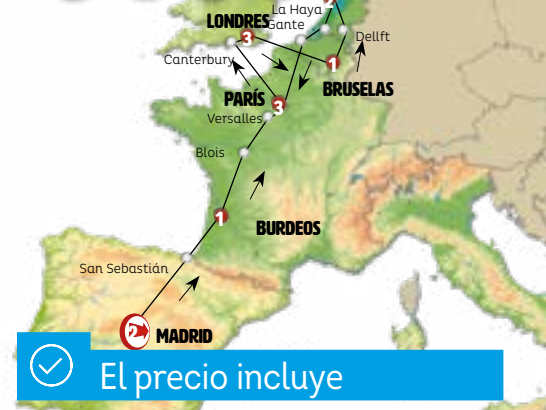 2
La Haya
LONDRES
3
Gante
Dellft
Canterbury
1
BRUSELAS
PARÍS
3
Versalles
Blois
1
BURDEOS
San Sebastián
2
MADRID
El precio incluye